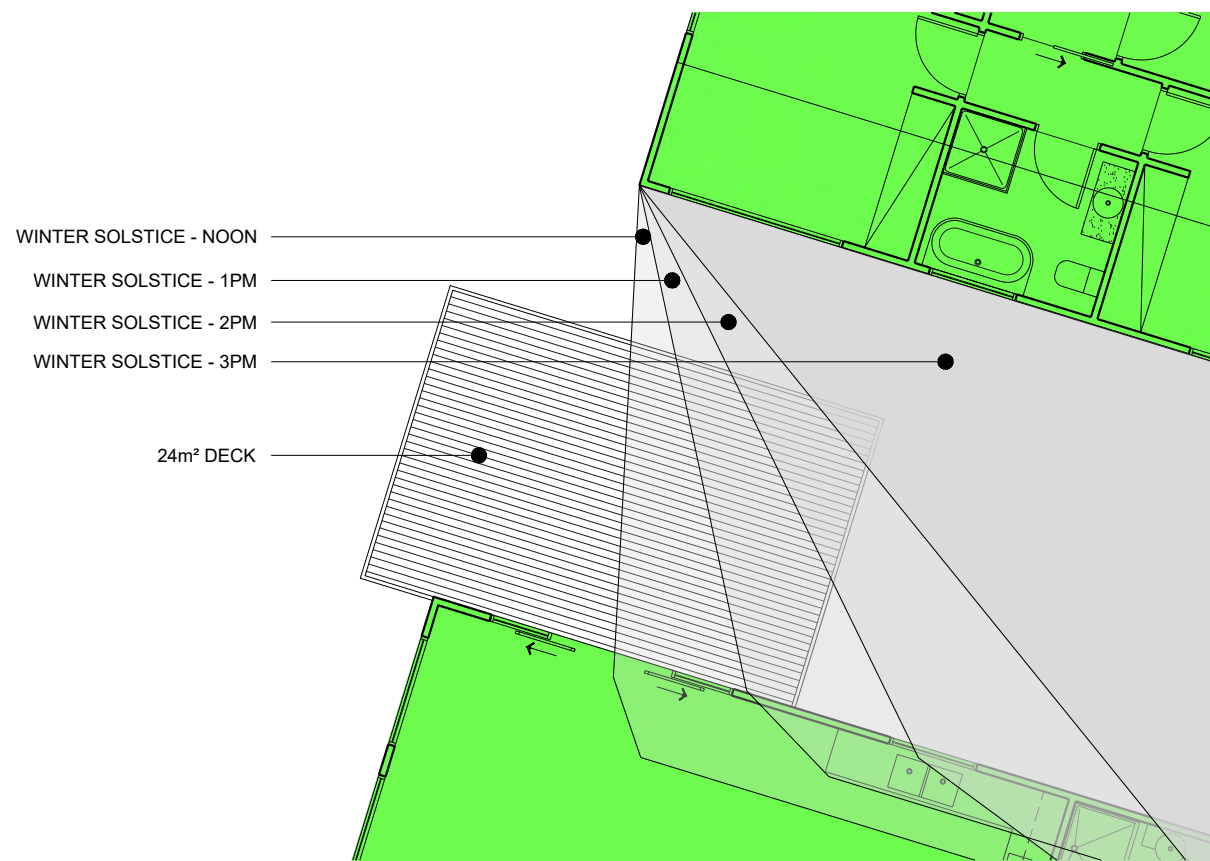 WINTER SOLSTICE - NOON
WINTER SOLSTICE - 1PM
WINTER SOLSTICE - 2PM
WINTER SOLSTICE - 3PM
24m² DECK